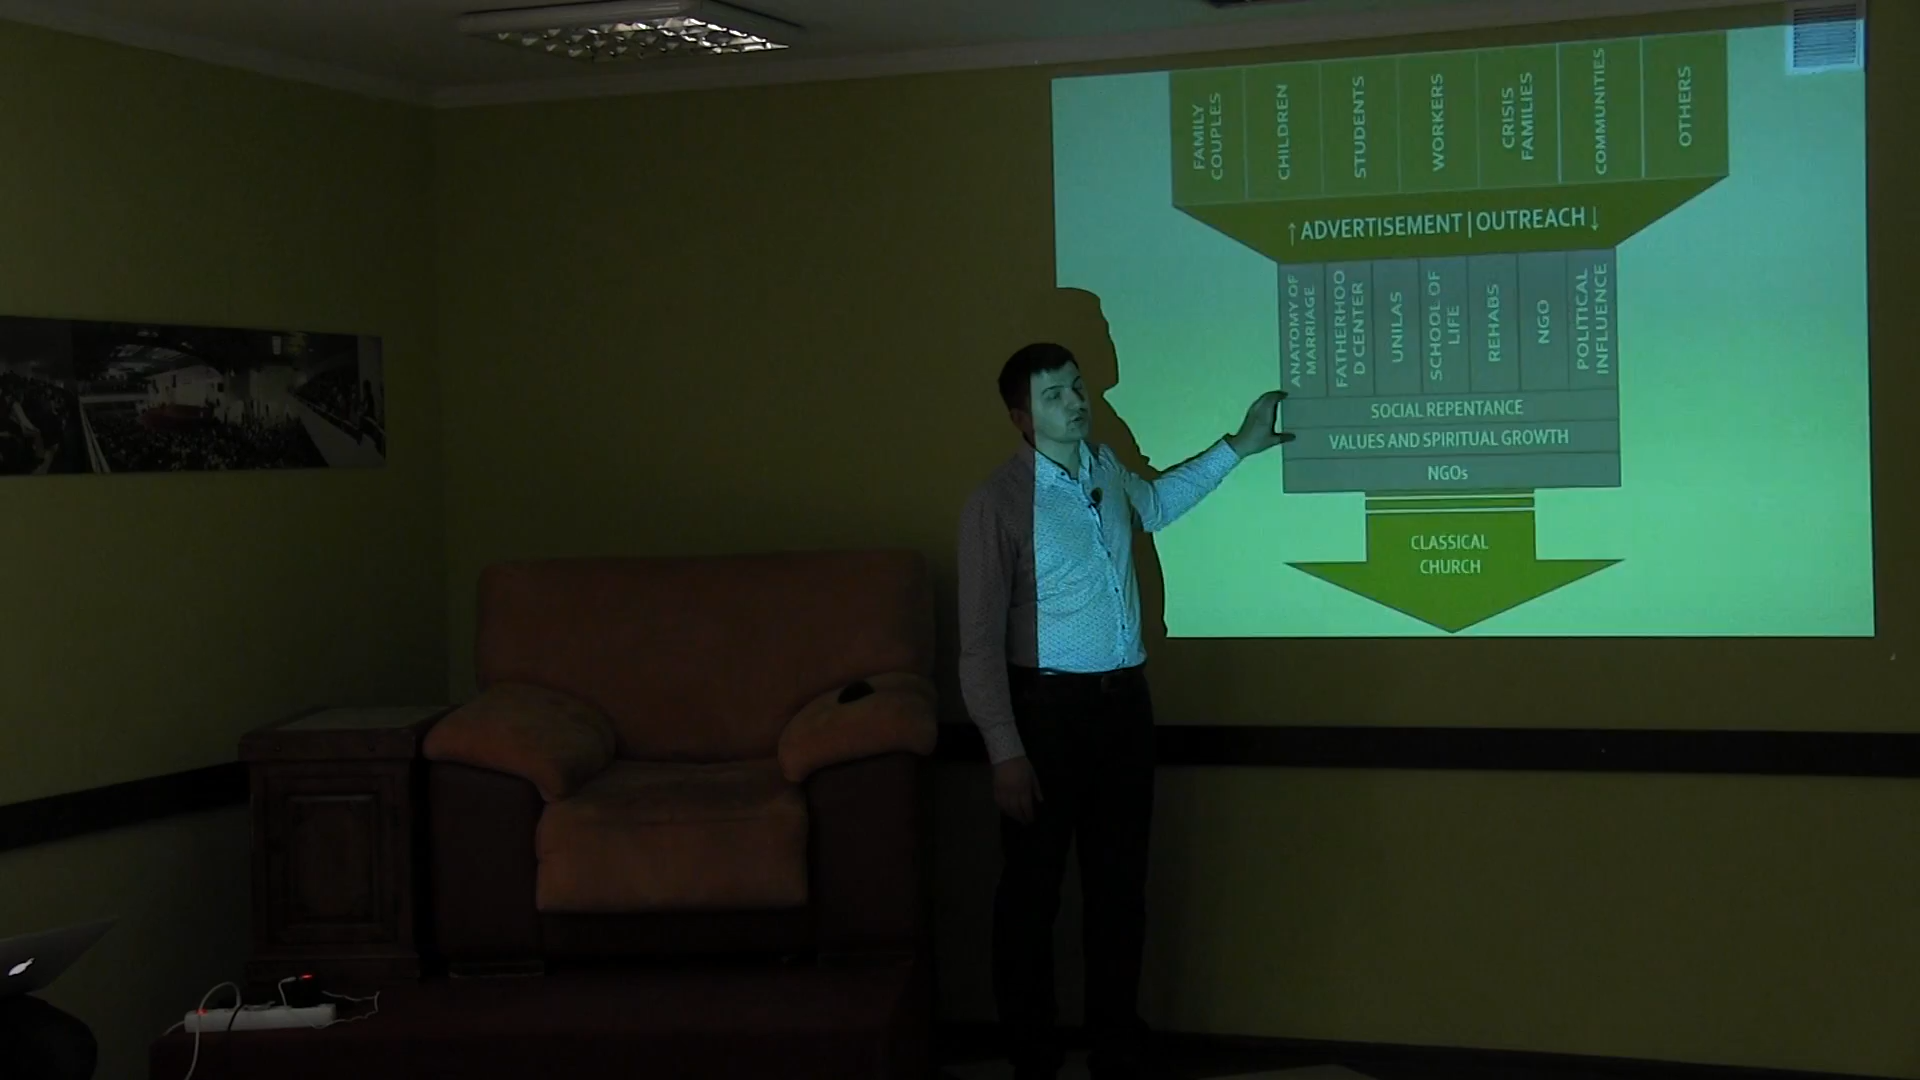 FAMILY
COUPLES
CHILDREN
STUDENTS
WORKERS
CRISIS
FAMILIES
COMMUNITIES
OTHERS
↑ ADVERTISEMENT | OUTREACH ↓
ANATOMY OF
MARRIAGE
FATHERHOO
D CENTER
UNILAS
SCHOOL OF
LIFE
REHABS
NGO
POLITICAL
INFLUENCE
SOCIAL REPENTANCE
VALUES AND SPIRITUAL GROWTH
NGOs
CLASSICAL
CHURCH